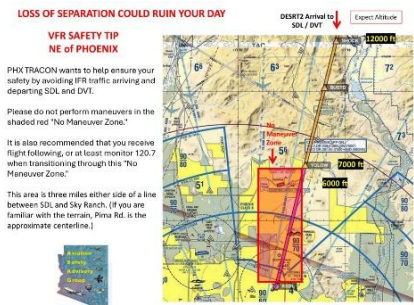 LOSS OF SEPARATION COULD RUIN YOUR DAY
VFR SAFETY TIP
NE of PHOENIX
PHX TRACON wants to help ensure your
safety by avoiding IFR traffic arriving and
departing SDL and DVT.
Please do not perform maneuvers in the
shaded red "No Maneuver Zone."
It is also recommended that you receive
flight following, or at least monitor 120.7
when transitioning through this "No
Maneuver Zone."
This area is three miles either side of a line
between SDL and Sky Ranch. (If you are
familiar with the terrain, Pima Rd. is the
approximate centerline.)
Aviation
Safety
Advisory
Group
DESRT2 Arrival to
SDL / DVT
Expect Altitude
12000 ft
No
Maneuver
Zone
7000 ft
6000 ft